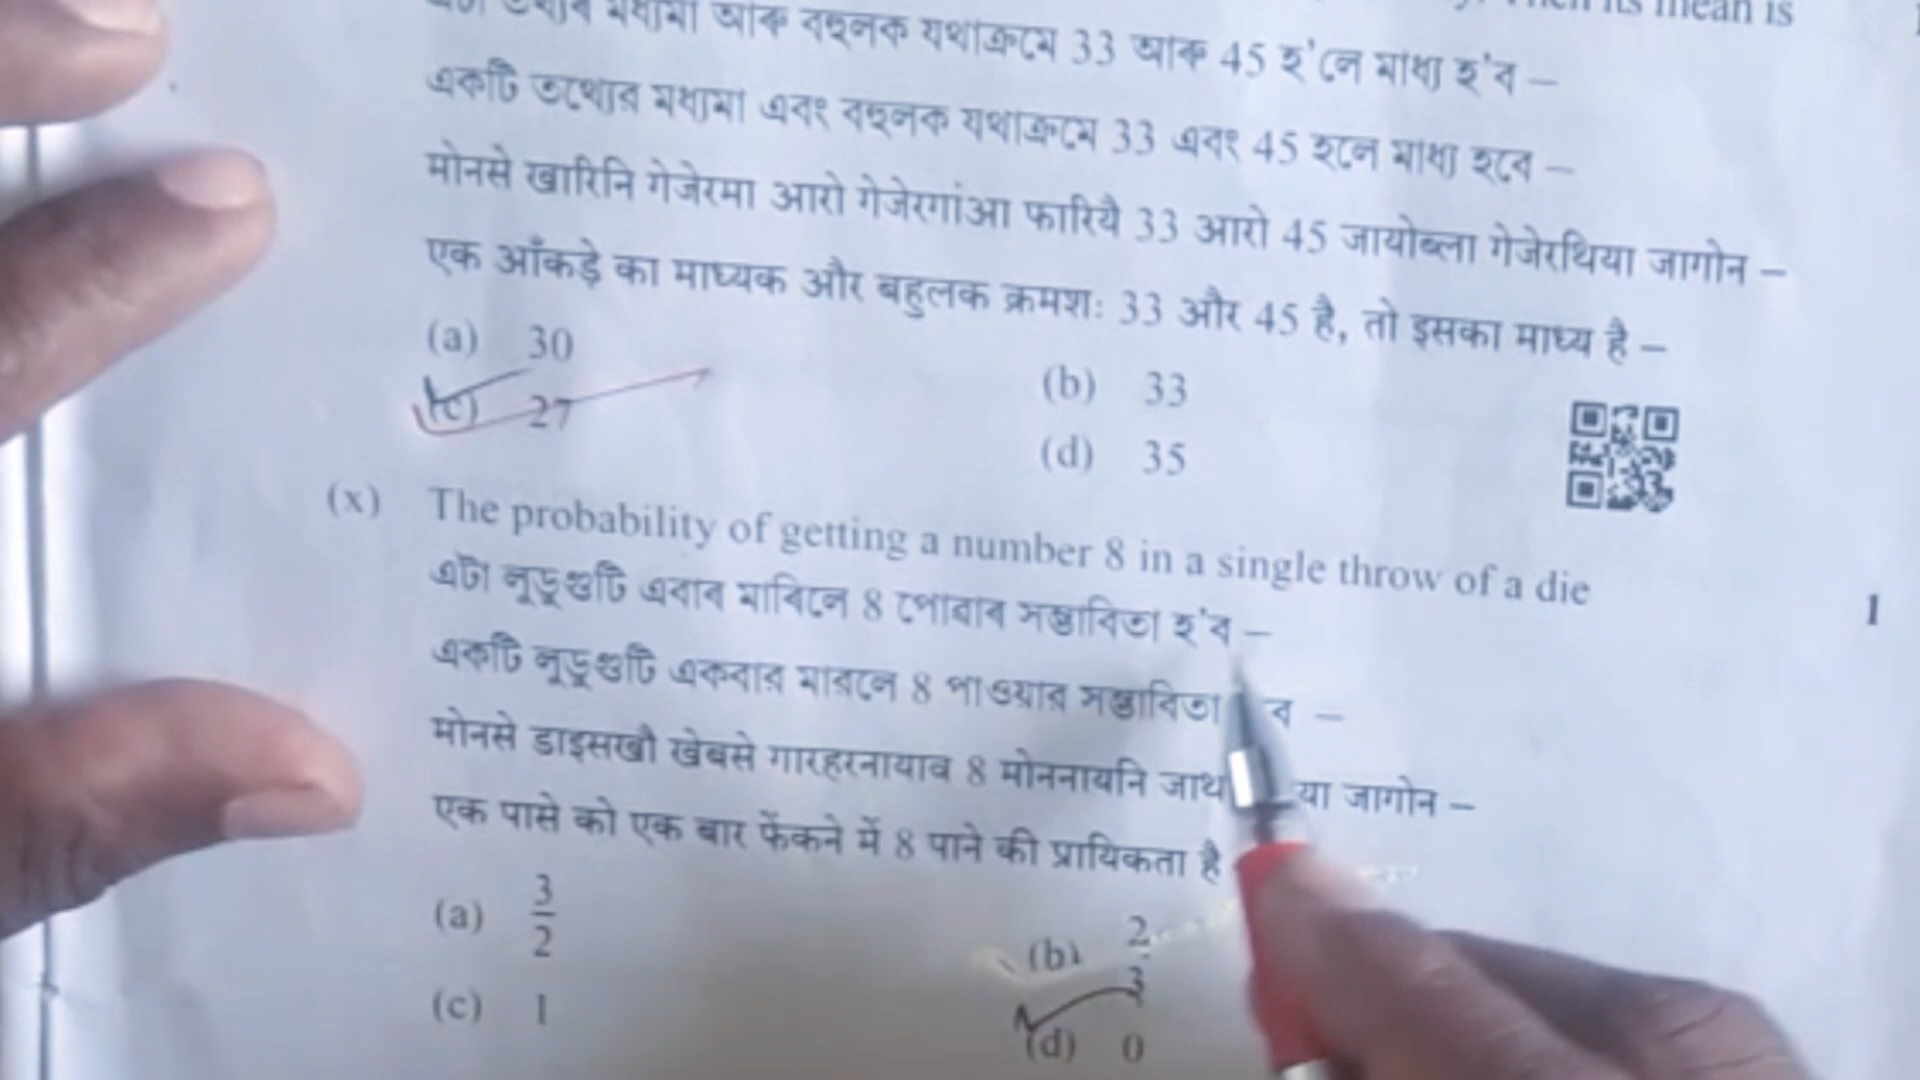 mean is
মধ্যমা আৰু বহুলক যথাক্ৰমে 33 আৰু 45 হ'লে মাধ্য হ'ব –
একটি তথ্যের মধ্যমা এবং বহুলক যথাক্রমে 33 এবং 45 হলে মাধ্য হবে –
मोनसे खारिनि गेजेरमा आरो गेजेरगांआ फारियै 33 आरो 45 जायोब्ला गेजेरथिया जागोन –
एक आँकड़े का माध्यक और बहुलक क्रमशः 33 और 45 है, तो इसका माध्य है –
(a) 30
(b) 33
(c) 27
(d) 35
(x) The probability of getting a number 8 in a single throw of a die
1
এটা লুডুগুটি এবাৰ মাৰিলে 8 পোৱাৰ সম্ভাৱিতা হ'ব –
একটি লুডুগুটি একবার মারলে 8 পাওয়ার সম্ভাবিতা –
मोनसे डाइसखौ खेबसे गारहरनायाव 8 मोननायनि जागोन –
एक पासे को एक बार फेंकने में 8 पाने की प्रायिकता है
(a) 3/2
(b) 2/3
(c) 1
(d) 0